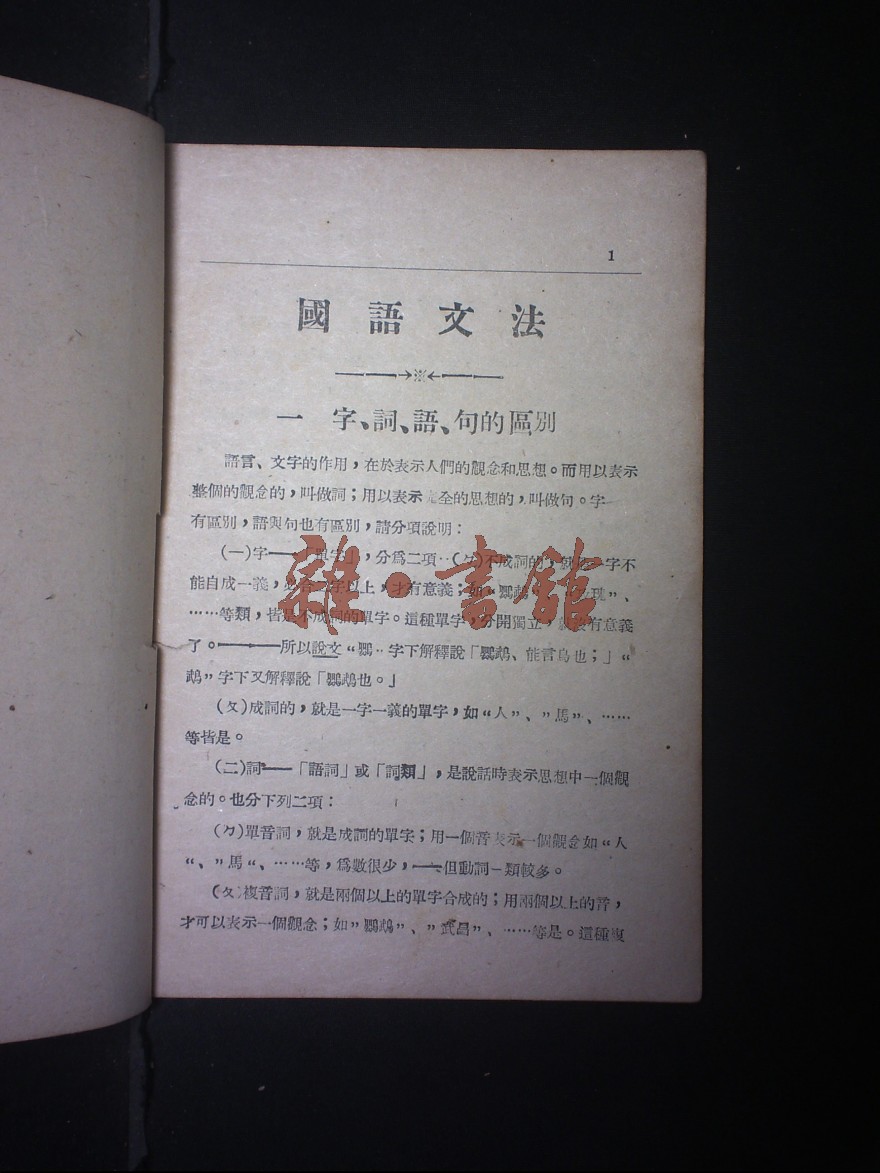 1
國語文法
一 字、詞、語、句的區別
語言、文字的作用，在於表示人們的觀念和思想。而用以表示
整個的觀念的，叫做詞；用以表示 全的思想的，叫做句。字
有區別，語與句也有區別，請分項說明：
(一)字——「單字」，分爲二項：(ㄅ)不成詞的，就 一字不
能自成一義，必合 字以上，才有意義；如“鸚鵡”、
……等類，皆是不成詞的單字。這種單字，分開獨立，就沒有意義
了。——所以說文“鸚”字下解釋說「鸚鵡、能言鳥也；」“
鵡”字下又解釋說「鸚鵡也。」
(ㄆ)成詞的，就是一字一義的單字，如“人”、”馬”、……
等皆是。
(二)詞——「語詞」或「詞類」，是說話時表示思想中一個觀
念的。也分下列二項：
(ㄅ)單音詞，就是成詞的單字；用一個音表示一個觀念如“人
“、”馬“、……等，爲數很少，——但動詞一類較多。
(ㄆ)複音詞，就是兩個以上的單字合成的；用兩個以上的音，
才可以表示一個觀念；如”鸚鵡”、”武昌”、……等是。這種複
雜·書館